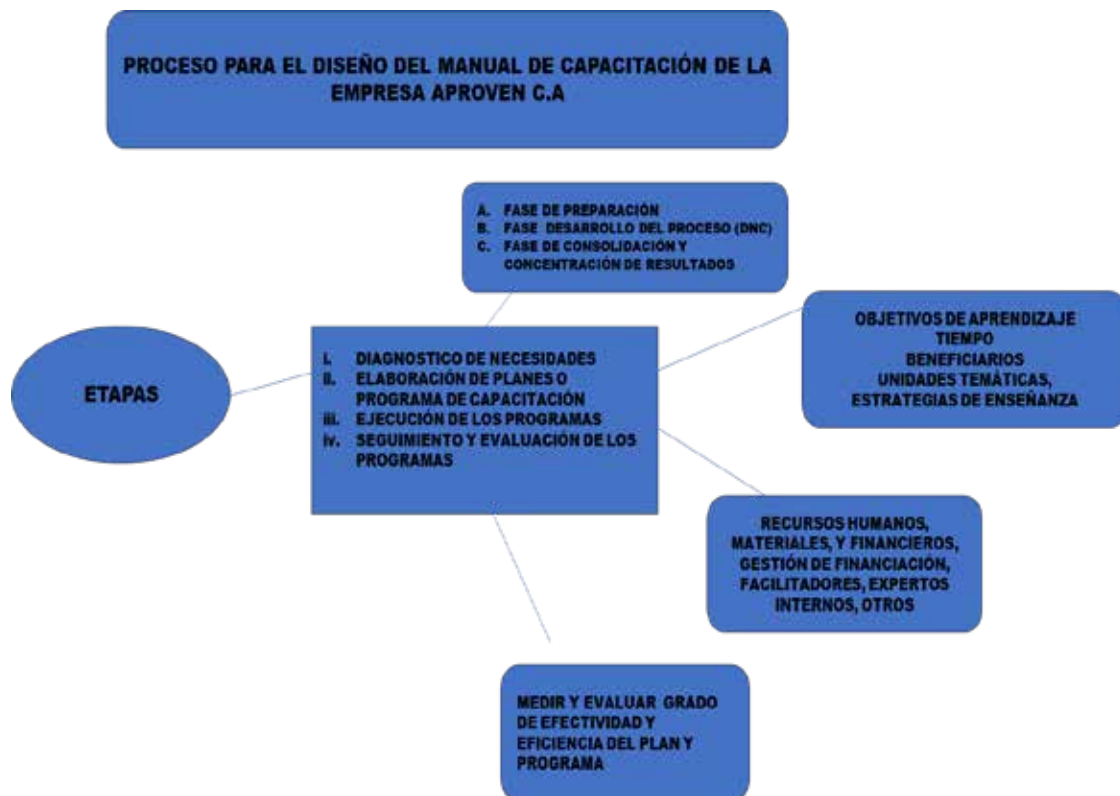 PROCESO PARA EL DISEÑO DEL MANUAL DE CAPACITACIÓN DE LA
EMPRESA APROVEN C.A
A. FASE DE PREPARACIÓN
B. FASE DESARROLLO DEL PROCESO (DNC)
C. FASE DE CONSOLIDACIÓN Y
CONCENTRACIÓN DE RESULTADOS
ETAPAS
i. DIAGNOSTICO DE NECESIDADES
ii. ELABORACIÓN DE PLANES O
PROGRAMA DE CAPACITACIÓN
iii. EJECUCIÓN DE LOS PROGRAMAS
iv. SEGUIMIENTO Y EVALUACIÓN DE LOS
PROGRAMAS
OBJETIVOS DE APRENDIZAJE
TIEMPO
BENEFICIARIOS
UNIDADES TEMÁTICAS,
ESTRATEGIAS DE ENSEÑANZA
RECURSOS HUMANOS,
MATERIALES, Y FINANCIEROS,
GESTIÓN DE FINANCIACIÓN,
FACILITADORES, EXPERTOS
INTERNOS, OTROS
MEDIR Y EVALUAR GRADO
DE EFECTIVIDAD Y
EFICIENCIA DEL PLAN Y
PROGRAMA